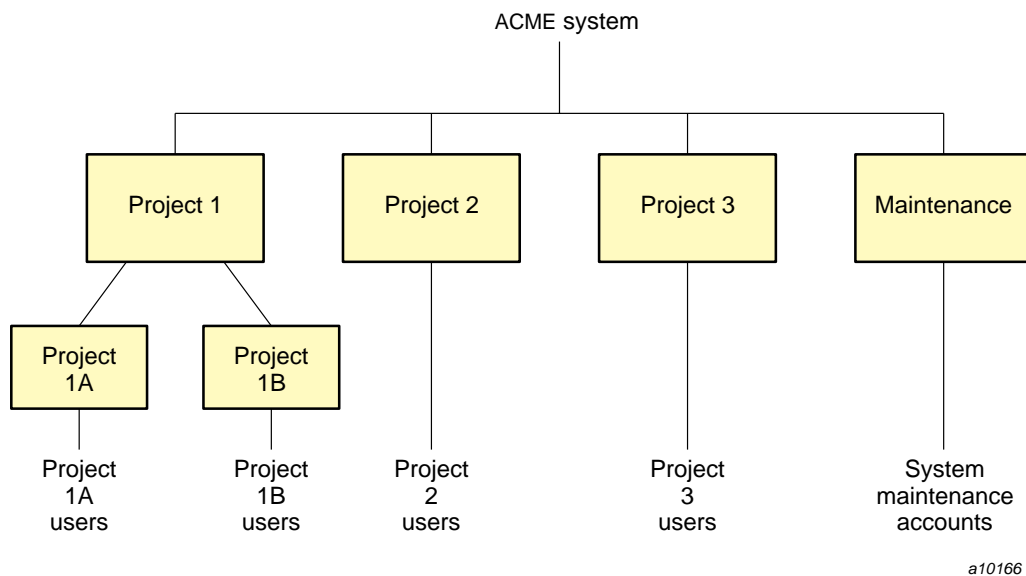 ACME system
Project 1
Project 2
Project 3
Maintenance
Project
1A
Project
1B
Project
1A
users
Project
1B
users
Project
2
users
Project
3
users
System
maintenance
accounts
a10166